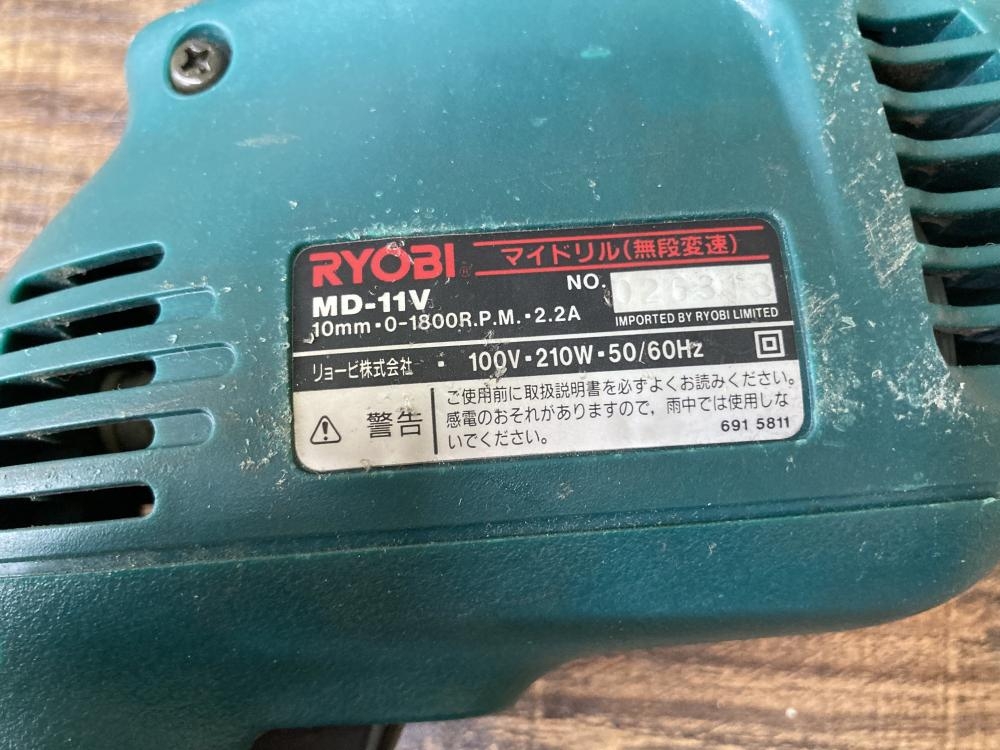 RYOBI® マイドリル(無段変速)
MD-11V NO.
10mm・0-1800R.P.M.・2.2A IMPORTED BY RYOBI LIMITED
リョービ株式会社 ・ 100V・210W・50/60Hz
警告 ご使用前に取扱説明書を必ずよくお読みください。
感電のおそれがありますので，雨中では使用しな
いでください。
691 5811